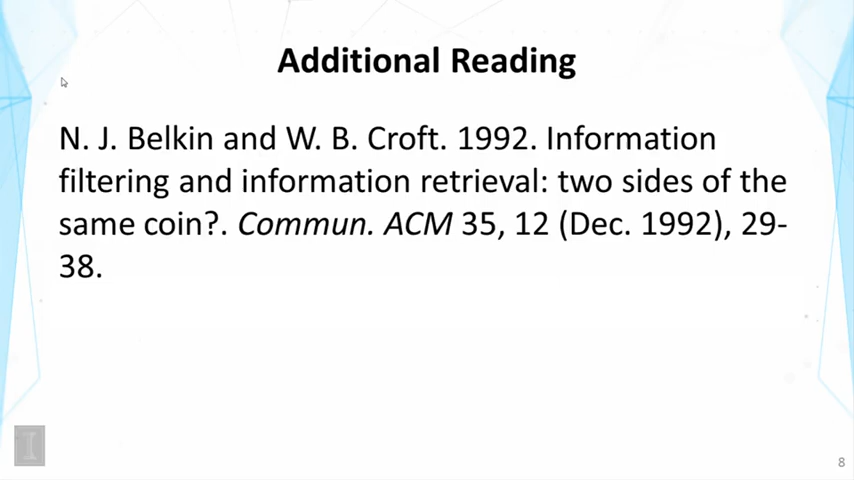 Additional Reading
N. J. Belkin and W. B. Croft. 1992. Information
filtering and information retrieval: two sides of the
same coin?. Commun. ACM 35, 12 (Dec. 1992), 29-
38.
I
8